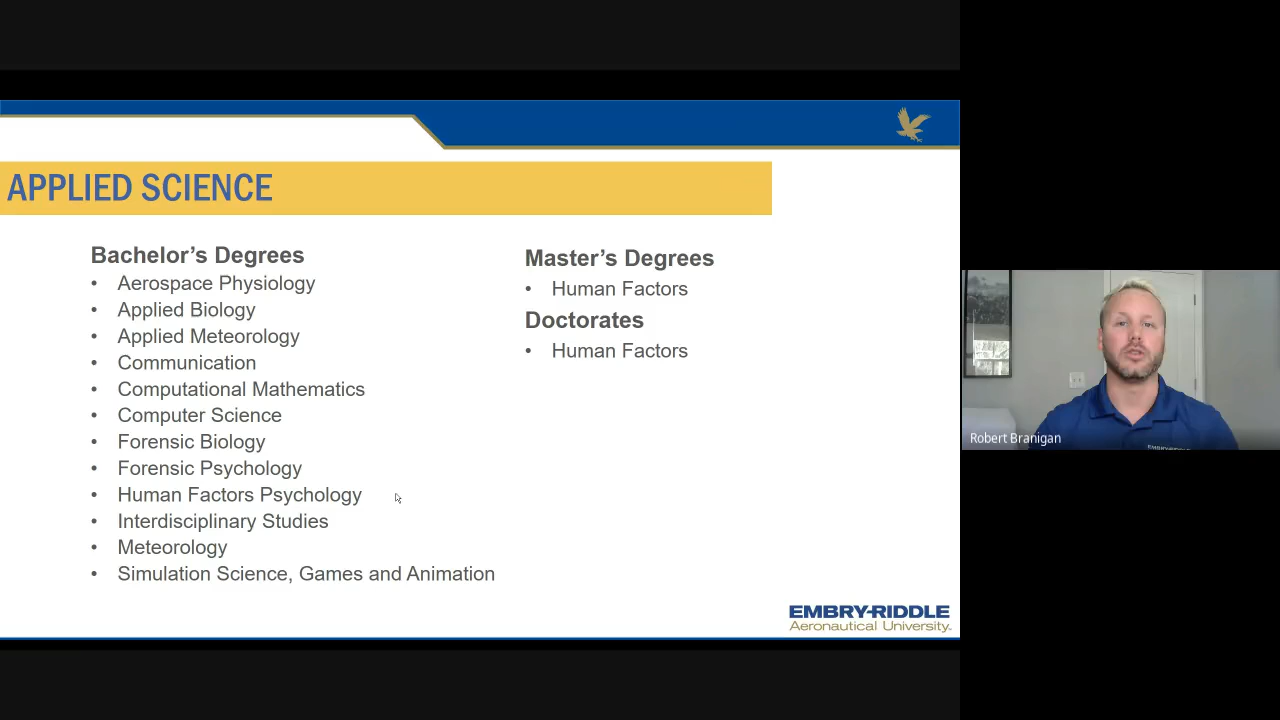 APPLIED SCIENCE
Bachelor's Degrees
• Aerospace Physiology
• Applied Biology
• Applied Meteorology
• Communication
• Computational Mathematics
• Computer Science
• Forensic Biology
• Forensic Psychology
• Human Factors Psychology
• Interdisciplinary Studies
• Meteorology
• Simulation Science, Games and Animation
Master's Degrees
• Human Factors
Doctorates
• Human Factors
EMBRY-RIDDLE
Aeronautical University.
Robert Branigan
EMBRY-RIDDLE